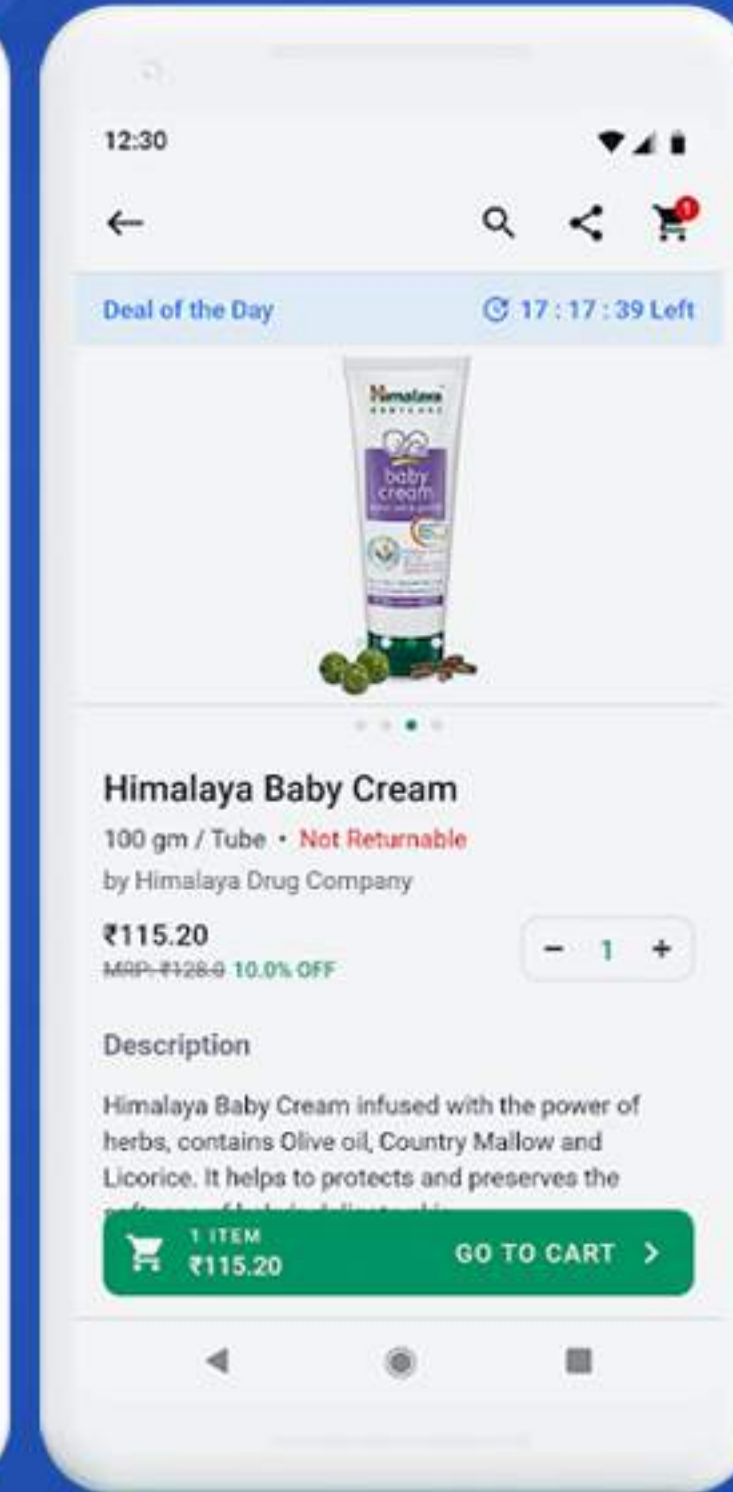 12:30
1
Deal of the Day
17 : 17 : 39 Left
Himalaya
BABYCARE
baby
cream
Himalaya Baby Cream
100 gm / Tube • Not Returnable
by Himalaya Drug Company
₹115.20
MRP: ₹128.0 10.0% OFF
− 1 +
Description
Himalaya Baby Cream infused with the power of
herbs, contains Olive oil, Country Mallow and
Licorice. It helps to protects and preserves the
1 ITEM
₹115.20
GO TO CART